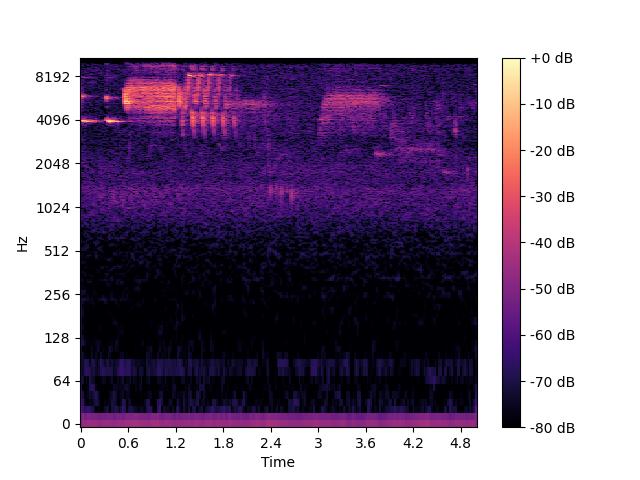 8192
4096
2048
1024
512
256
128
64
0
Hz
0 0.6 1.2 1.8 2.4 3 3.6 4.2 4.8
Time
+0 dB
-10 dB
-20 dB
-30 dB
-40 dB
-50 dB
-60 dB
-70 dB
-80 dB